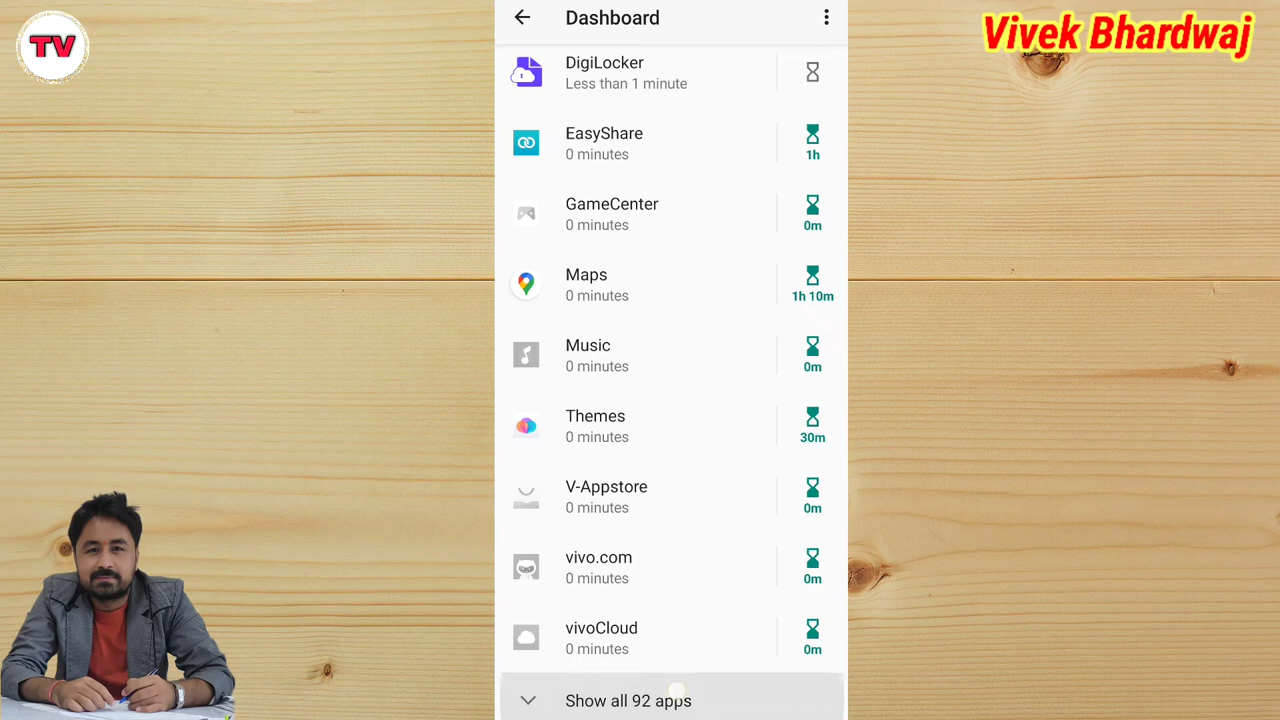 TV
Dashboard
Vivek Bhardwaj
DigiLocker
Less than 1 minute
EasyShare
0 minutes
1h
GameCenter
0 minutes
0m
Maps
0 minutes
1h 10m
Music
0 minutes
0m
Themes
0 minutes
30m
V-Appstore
0 minutes
0m
vivo.com
0 minutes
0m
vivoCloud
0 minutes
0m
Show all 92 apps